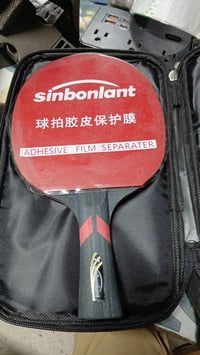 sinbonlant
球拍胶皮保护膜
ADHESIVE FILM SEPARATER